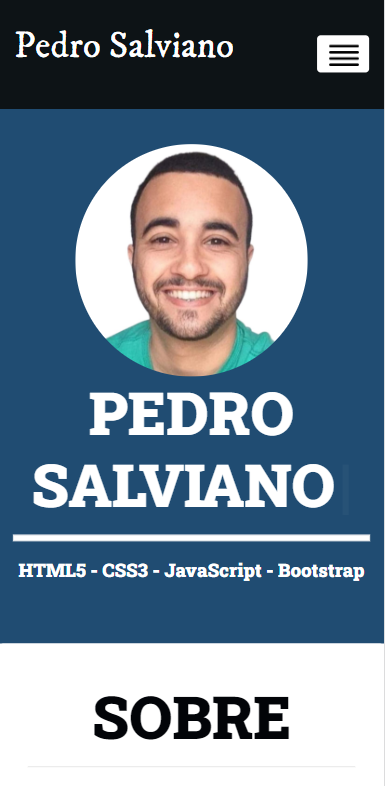 Pedro Salviano
PEDRO
SALVIANO
HTML5 - CSS3 - JavaScript - Bootstrap
SOBRE